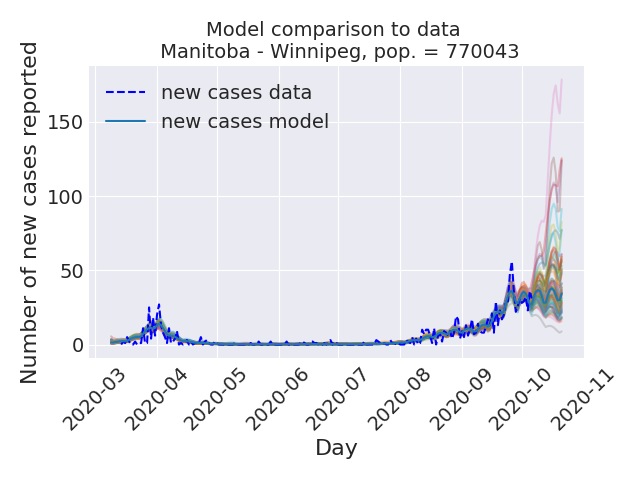 Model comparison to data
Manitoba - Winnipeg, pop. = 770043
Number of new cases reported
new cases data
new cases model
150
100
50
0
2020-03
2020-04
2020-05
2020-06
2020-07
2020-08
2020-09
2020-10
2020-11
Day